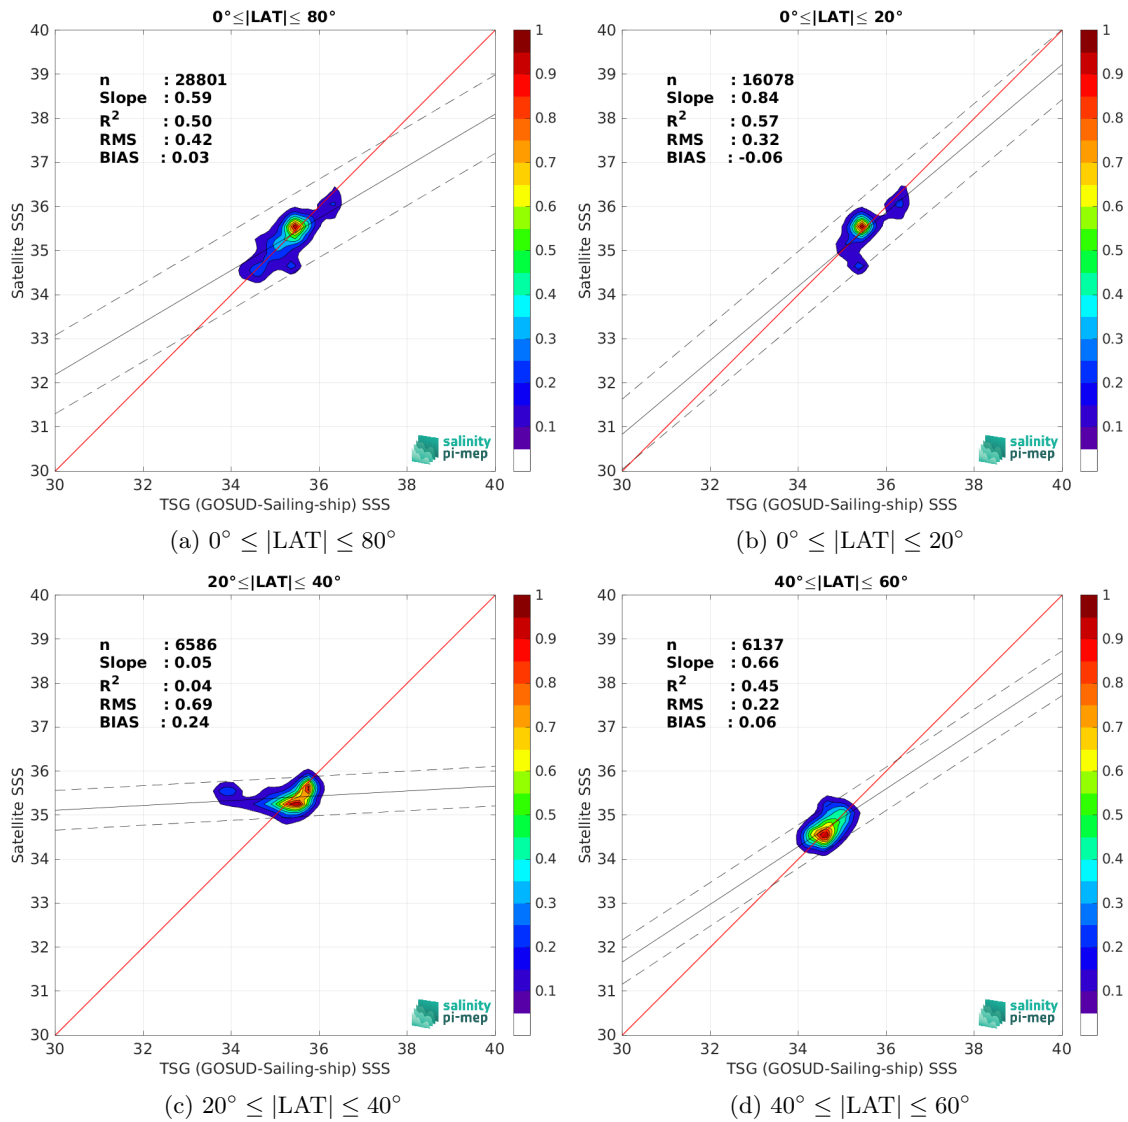 0°≤|LAT|≤ 80°
n : 28801
Slope : 0.59
R² : 0.50
RMS : 0.42
BIAS : 0.03
Satellite SSS
40
39
38
37
36
35
34
33
32
31
30
30 32 34 36 38 40
TSG (GOSUD-Sailing-ship) SSS
1
0.9
0.8
0.7
0.6
0.5
0.4
0.3
0.2
0.1
salinity
pi-mep
(a) 0° ≤ |LAT| ≤ 80°
0°≤|LAT|≤ 20°
n : 16078
Slope : 0.84
R² : 0.57
RMS : 0.32
BIAS : -0.06
Satellite SSS
40
39
38
37
36
35
34
33
32
31
30
30 32 34 36 38 40
TSG (GOSUD-Sailing-ship) SSS
1
0.9
0.8
0.7
0.6
0.5
0.4
0.3
0.2
0.1
salinity
pi-mep
(b) 0° ≤ |LAT| ≤ 20°
20°≤|LAT|≤ 40°
n : 6586
Slope : 0.05
R² : 0.04
RMS : 0.69
BIAS : 0.24
Satellite SSS
40
39
38
37
36
35
34
33
32
31
30
30 32 34 36 38 40
TSG (GOSUD-Sailing-ship) SSS
1
0.9
0.8
0.7
0.6
0.5
0.4
0.3
0.2
0.1
salinity
pi-mep
(c) 20° ≤ |LAT| ≤ 40°
40°≤|LAT|≤ 60°
n : 6137
Slope : 0.66
R² : 0.45
RMS : 0.22
BIAS : 0.06
Satellite SSS
40
39
38
37
36
35
34
33
32
31
30
30 32 34 36 38 40
TSG (GOSUD-Sailing-ship) SSS
1
0.9
0.8
0.7
0.6
0.5
0.4
0.3
0.2
0.1
salinity
pi-mep
(d) 40° ≤ |LAT| ≤ 60°